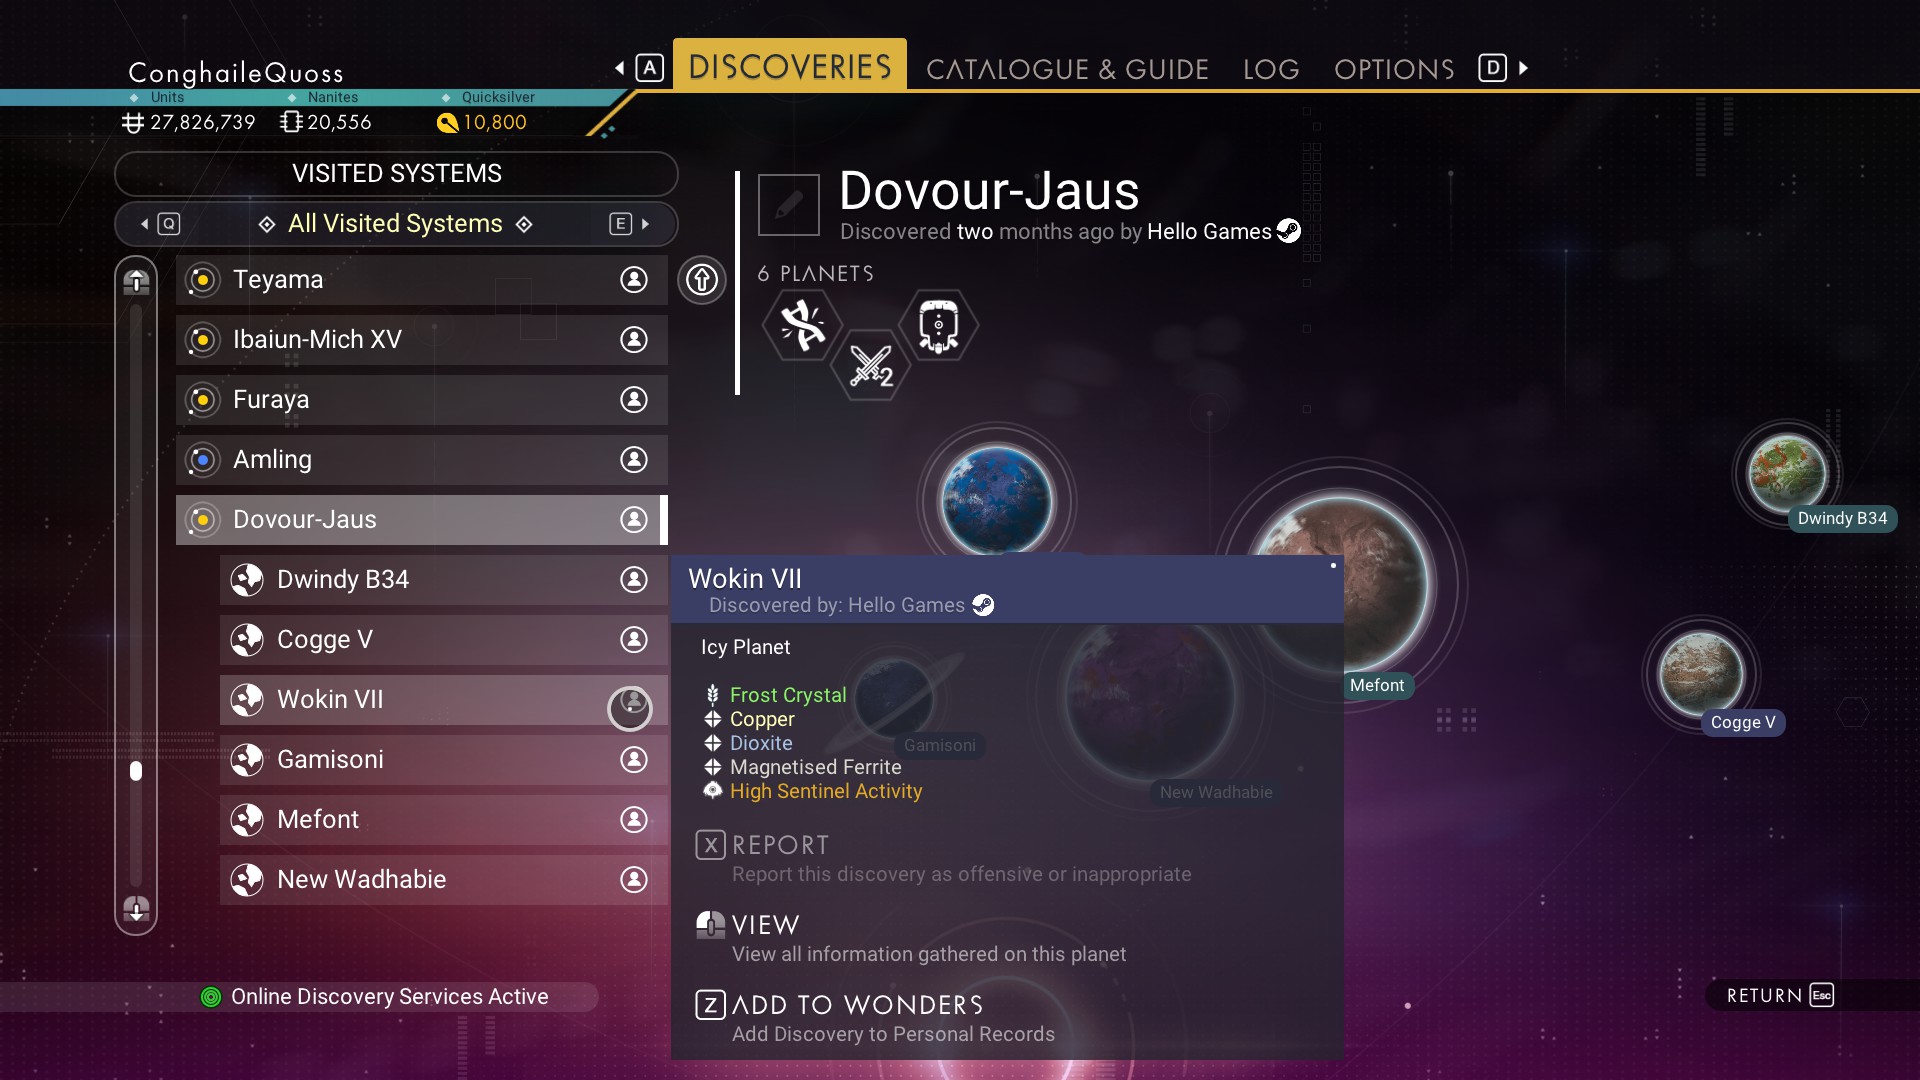 ConghaileQuoss
Units
Nanites
Quicksilver
27,826,739
20,556
10,800
A
DISCOVERIES
CATALOGUE & GUIDE
LOG
OPTIONS
D
VISITED SYSTEMS
Q
All Visited Systems
E
Teyama
Ibaiun-Mich XV
Furaya
Amling
Dovour-Jaus
Dwindy B34
Cogge V
Wokin VII
Gamisoni
Mefont
New Wadhabie
Online Discovery Services Active
Dovour-Jaus
Discovered two months ago by Hello Games
6 PLANETS
2
Dwindy B34
Mefont
Cogge V
Gamisoni
New Wadhabie
Wokin VII
Discovered by: Hello Games
Icy Planet
Frost Crystal
Copper
Dioxite
Magnetised Ferrite
High Sentinel Activity
X REPORT
Report this discovery as offensive or inappropriate
VIEW
View all information gathered on this planet
Z ADD TO WONDERS
Add Discovery to Personal Records
RETURN Esc